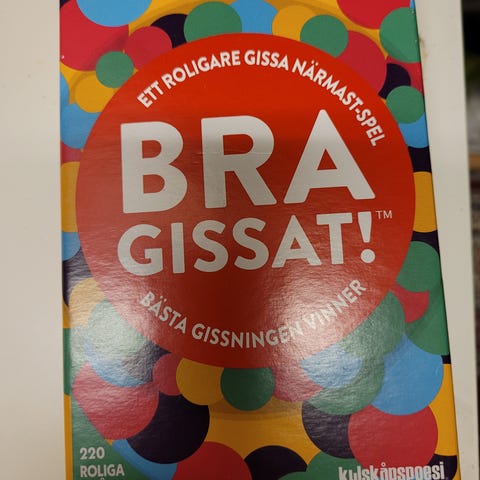 ETT ROLIGARE GISSA NÄRMAST-SPEL
BRA
GISSAT!™
BÄSTA GISSNINGEN VINNER
220
ROLIGA
kylskåpspoesi